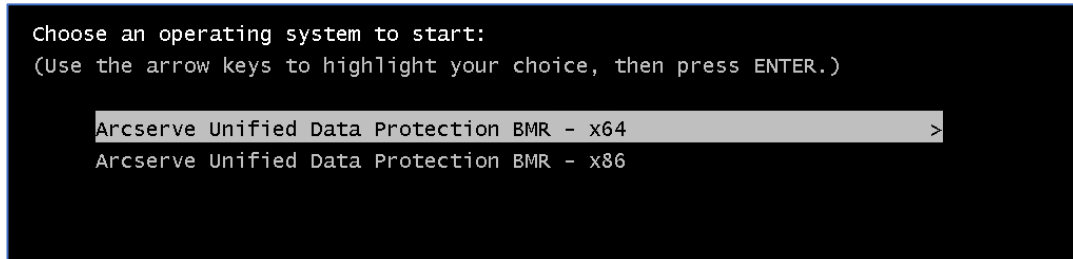 Choose an operating system to start:
(Use the arrow keys to highlight your choice, then press ENTER.)
Arcserve Unified Data Protection BMR - x64 >
Arcserve Unified Data Protection BMR - x86